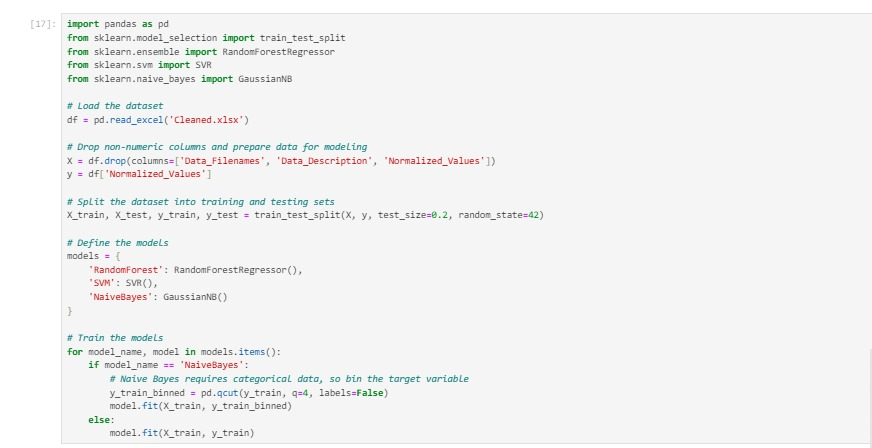 [17]: import pandas as pd
from sklearn.model_selection import train_test_split
from sklearn.ensemble import RandomForestRegressor
from sklearn.svm import SVR
from sklearn.naive_bayes import GaussianNB
# Load the dataset
df = pd.read_excel('Cleaned.xlsx')
# Drop non-numeric columns and prepare data for modeling
X = df.drop(columns=['Data_Filenames', 'Data_Description', 'Normalized_Values'])
y = df['Normalized_Values']
# Split the dataset into training and testing sets
X_train, X_test, y_train, y_test = train_test_split(X, y, test_size=0.2, random_state=42)
# Define the models
models = {
    'RandomForest': RandomForestRegressor(),
    'SVM': SVR(),
    'NaiveBayes': GaussianNB()
}
# Train the models
for model_name, model in models.items():
    if model_name == 'NaiveBayes':
        # Naive Bayes requires categorical data, so bin the target variable
        y_train_binned = pd.qcut(y_train, q=4, labels=False)
        model.fit(X_train, y_train_binned)
    else:
        model.fit(X_train, y_train)